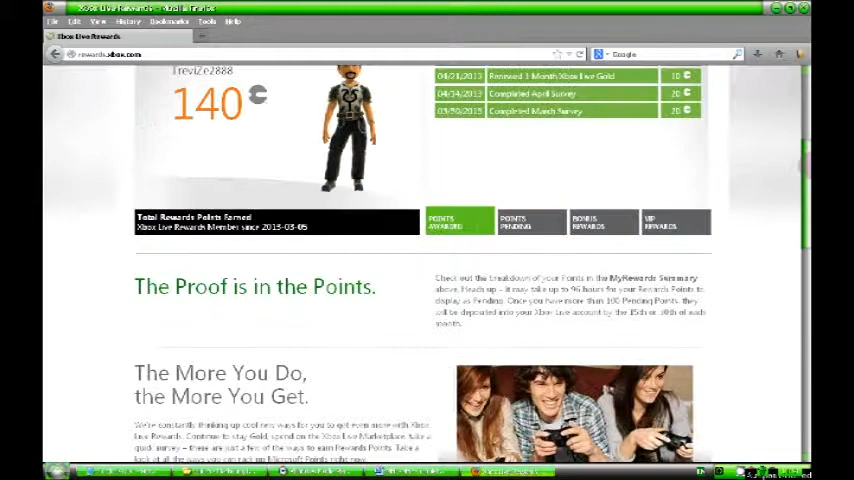 Xbox Live Rewards - Mozilla Firefox
File Edit View History Bookmarks Tools Help
Xbox Live Rewards
rewards.xbox.com
Google
TreviZe2888
140
04/21/2013 Renewed 1 Month Xbox Live Gold 10
04/14/2013 Completed April Survey 20
03/30/2013 Completed March Survey 20
Total Rewards Points Earned
Xbox Live Rewards Member since 2013-03-05
POINTS AWARDED
POINTS PENDING
BONUS REWARDS
VIP REWARDS
The Proof is in the Points.
Check out the breakdown of your Points in the MyRewards Summary
above. Heads up - it may take up to 96 hours for your Rewards Points to
display as Pending. Once you have more than 100 Pending Points, they
will be deposited into your Xbox Live account by the 15th or 30th of each
month.
The More You Do,
the More You Get.
We're constantly thinking up cool new ways for you to get even more with Xbox
Live Rewards. Continue to stay Gold, spend on the Xbox Live Marketplace, take a
quick survey - these are just a few of the ways to earn Rewards Points. Take a
look at all the ways you can rack up Microsoft Points right now.